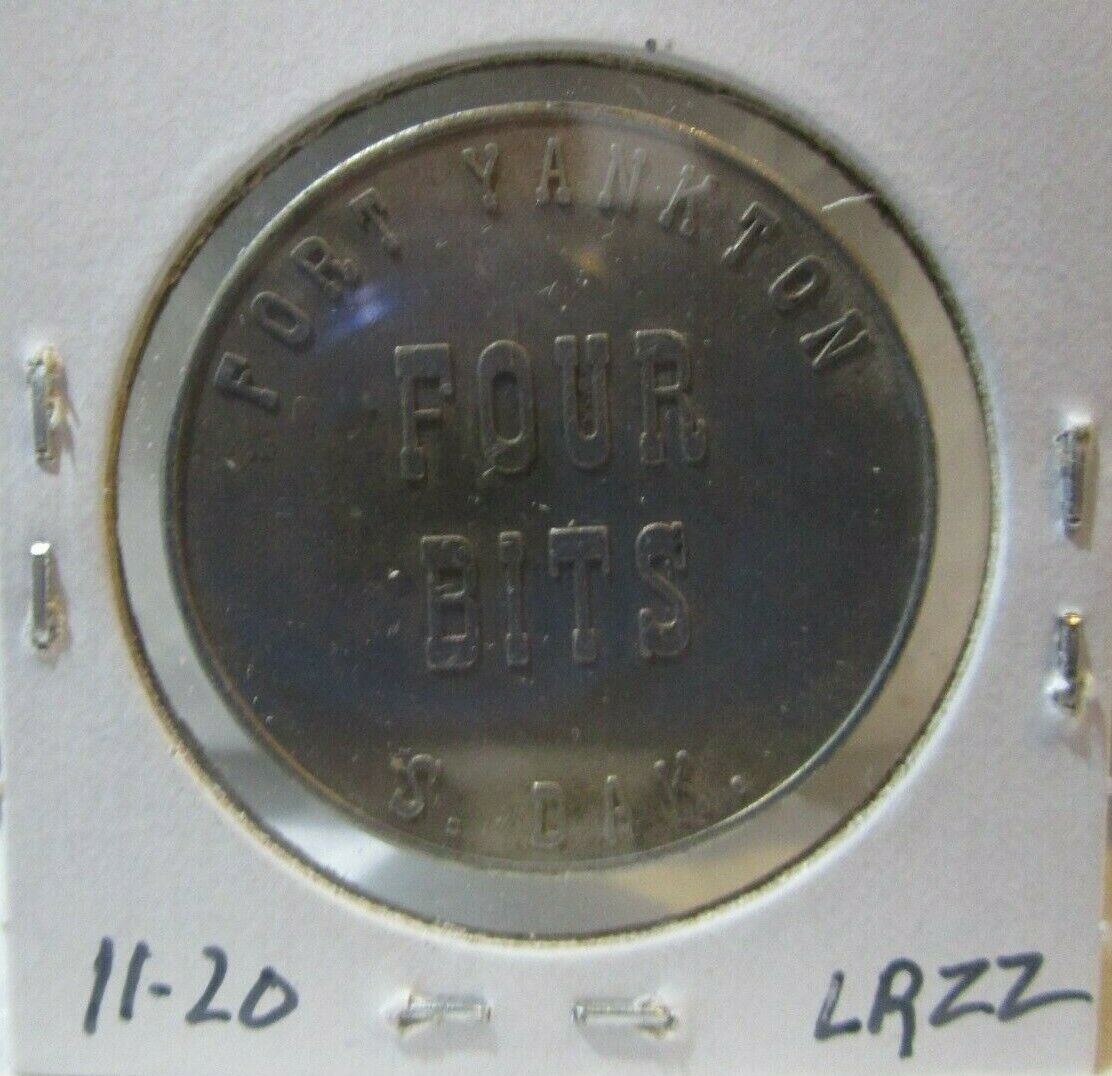 FORT YANKTON
FOUR
BITS
S. DAK.
11-20
LRZZ